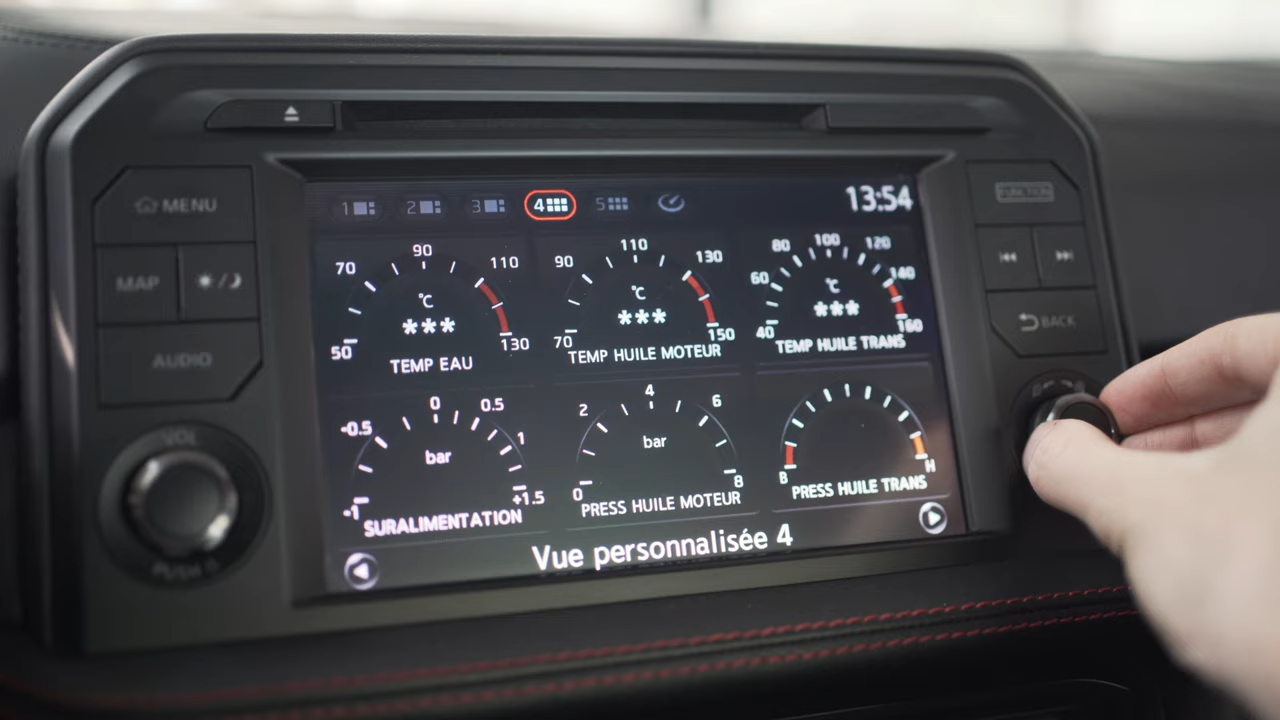 MENU
MAP
AUDIO
VOL
PUSH
FUNCTION
BACK
1 2 3 4 5
13:54
50 70 90 110 130
°C
***
TEMP EAU
70 90 110 130 150
°C
***
TEMP HUILE MOTEUR
40 60 80 100 120 140 160
°C
***
TEMP HUILE TRANS
-1 -0.5 0 0.5 1 +1.5
bar
SURALIMENTATION
0 2 4 6 8
bar
PRESS HUILE MOTEUR
B H
PRESS HUILE TRANS
Vue personnalisée 4